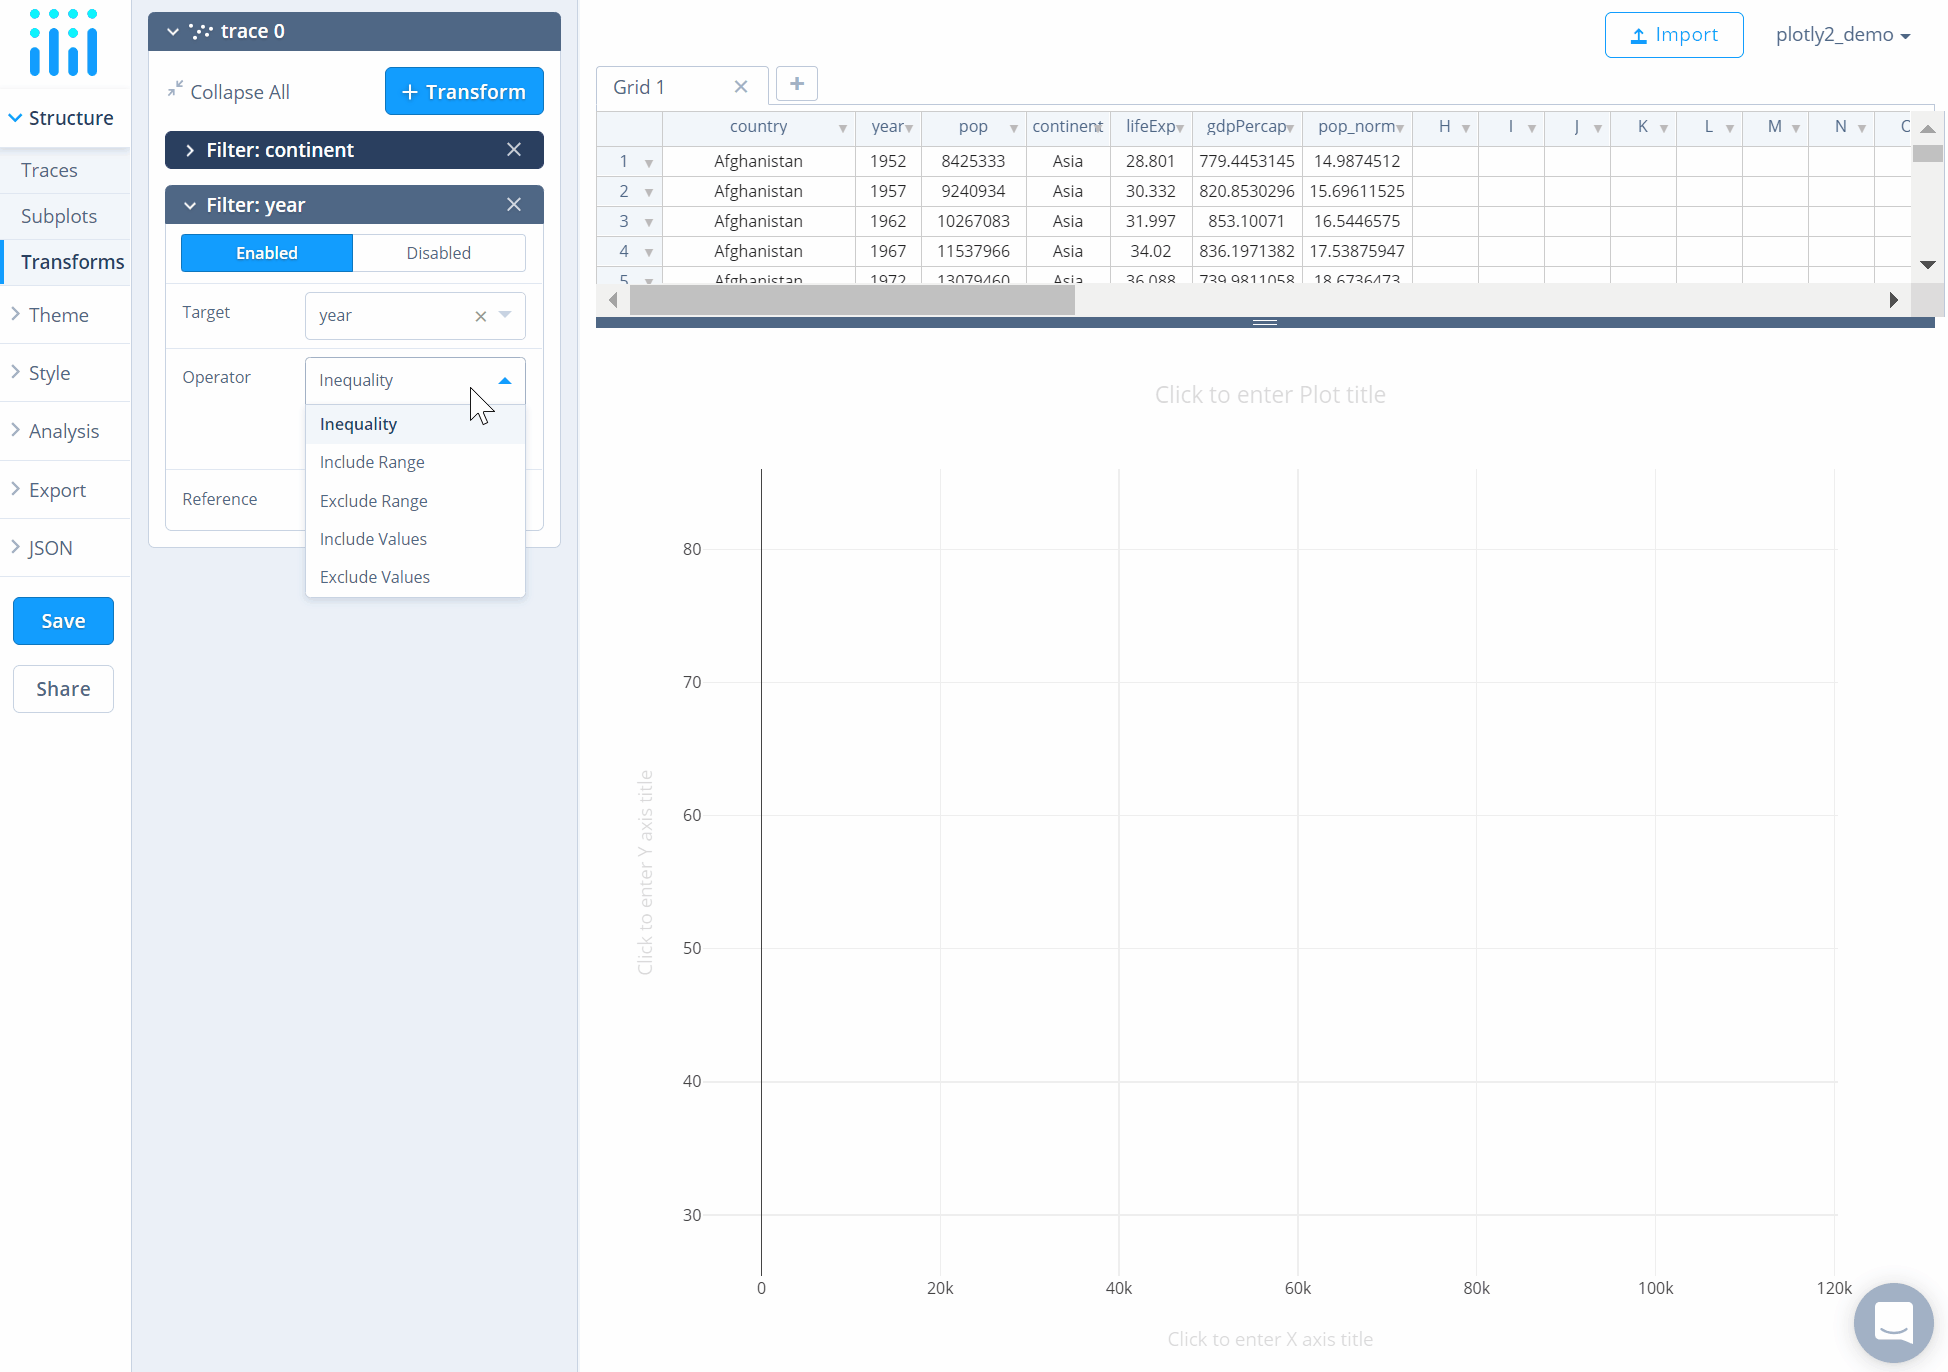 Structure
Traces
Subplots
Transforms
Theme
Style
Analysis
Export
JSON
Save
Share
trace 0
Collapse All
+ Transform
Filter: continent
Filter: year
Enabled Disabled
Target year
Operator Inequality
Inequality
Include Range
Exclude Range
Include Values
Exclude Values
Reference
Import plotly2_demo
Grid 1 +
country year pop continent lifeExp gdpPercap pop_norm H I J K L M N
1 Afghanistan 1952 8425333 Asia 28.801 779.4453145 14.9874512
2 Afghanistan 1957 9240934 Asia 30.332 820.8530296 15.69611525
3 Afghanistan 1962 10267083 Asia 31.997 853.10071 16.5446575
4 Afghanistan 1967 11537966 Asia 34.02 836.1971382 17.53875947
5 Afghanistan 1972 13079460 Asia 36.088 739.9811058 18.6736473
Click to enter Plot title
Click to enter Y axis title
80
70
60
50
40
30
0 20k 40k 60k 80k 100k 120k
Click to enter X axis title